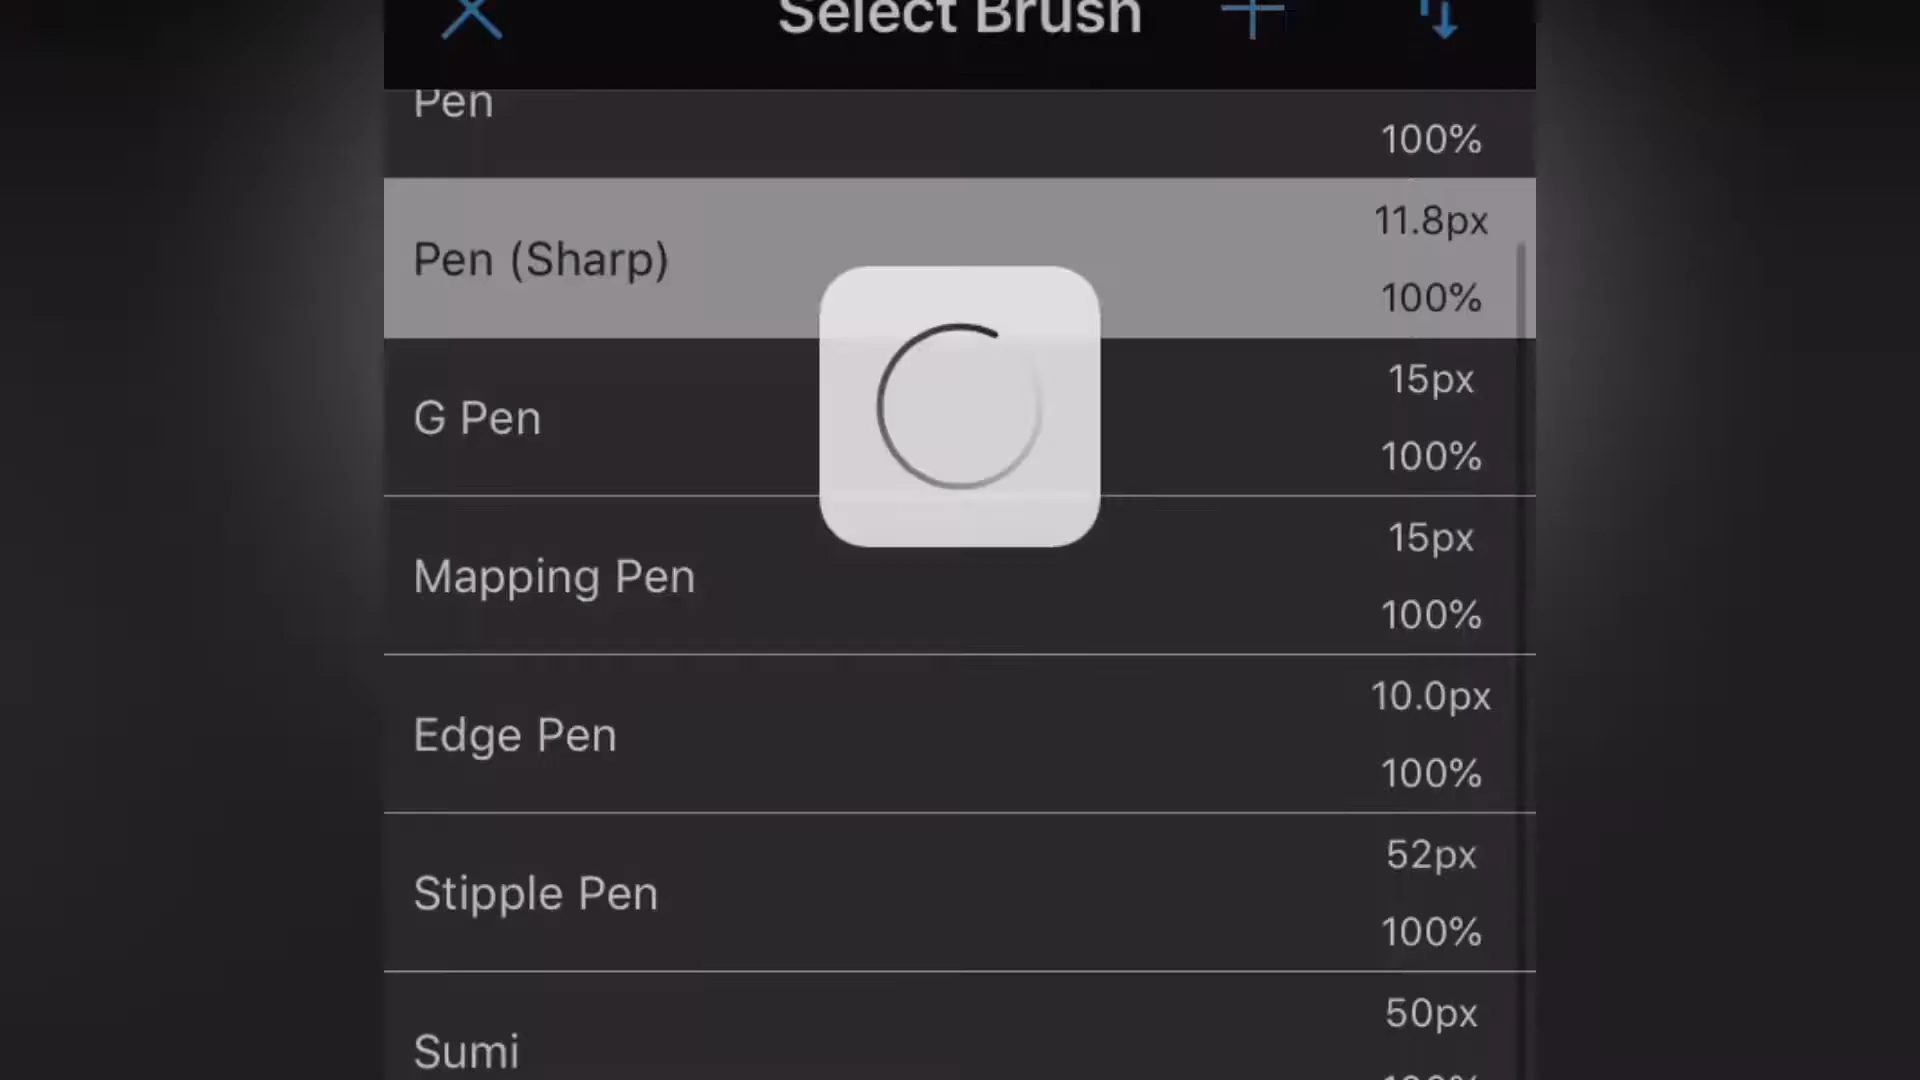 Select Brush
Pen
100%
Pen (Sharp)
11.8px
100%
G Pen
15px
100%
Mapping Pen
15px
100%
Edge Pen
10.0px
100%
Stipple Pen
52px
100%
Sumi
50px